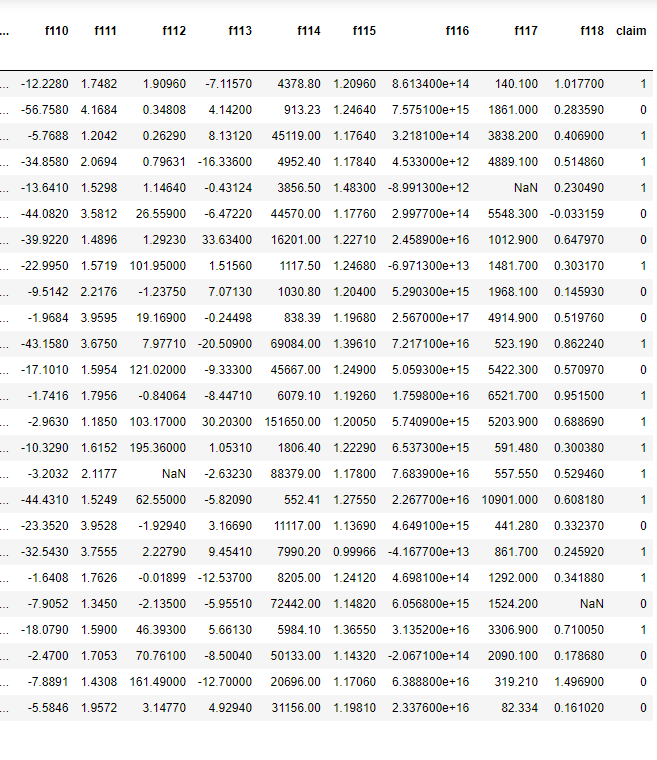 ... f110 f111 f112 f113 f114 f115 f116 f117 f118 claim
... -12.2280 1.7482 1.90960 -7.11570 4378.80 1.20960 8.613400e+14 140.100 1.017700 1
... -56.7580 4.1684 0.34808 4.14200 913.23 1.24640 7.575100e+15 1861.000 0.283590 0
... -5.7688 1.2042 0.26290 8.13120 45119.00 1.17640 3.218100e+14 3838.200 0.406900 1
... -34.8580 2.0694 0.79631 -16.33600 4952.40 1.17840 4.533000e+12 4889.100 0.514860 1
... -13.6410 1.5298 1.14640 -0.43124 3856.50 1.48300 -8.991300e+12 NaN 0.230490 1
... -44.0820 3.5812 26.55900 -6.47220 44570.00 1.17760 2.997700e+14 5548.300 -0.033159 0
... -39.9220 1.4896 1.29230 33.63400 16201.00 1.22710 2.458900e+16 1012.900 0.647970 0
... -22.9950 1.5719 101.95000 1.51560 1117.50 1.24680 -6.971300e+13 1481.700 0.303170 1
... -9.5142 2.2176 -1.23750 7.07130 1030.80 1.20400 5.290300e+15 1968.100 0.145930 0
... -1.9684 3.9595 19.16900 -0.24498 838.39 1.19680 2.567000e+17 4914.900 0.519760 0
... -43.1580 3.6750 7.97710 -20.50900 69084.00 1.39610 7.217100e+16 523.190 0.862240 1
... -17.1010 1.5954 121.02000 -9.33300 45667.00 1.24900 5.059300e+15 5422.300 0.570970 0
... -1.7416 1.7956 -0.84064 -8.44710 6079.10 1.19260 1.759800e+16 6521.700 0.951500 1
... -2.9630 1.1850 103.17000 30.20300 151650.00 1.20050 5.740900e+15 5203.900 0.688690 1
... -10.3290 1.6152 195.36000 1.05310 1806.40 1.22290 6.537300e+15 591.480 0.300380 1
... -3.2032 2.1177 NaN -2.63230 88379.00 1.17800 7.683900e+16 557.550 0.529460 1
... -44.4310 1.5249 62.55000 -5.82090 552.41 1.27550 2.267700e+16 10901.000 0.608180 1
... -23.3520 3.9528 -1.92940 3.16690 11117.00 1.13690 4.649100e+15 441.280 0.332370 0
... -32.5430 3.7555 2.22790 9.45410 7990.20 0.99966 -4.167700e+13 861.700 0.245920 1
... -1.6408 1.7626 -0.01899 -12.53700 8205.00 1.24120 4.698100e+14 1292.000 0.341880 1
... -7.9052 1.3450 -2.13500 -5.95510 72442.00 1.14820 6.056800e+15 1524.200 NaN 0
... -18.0790 1.5900 46.39300 5.66130 5984.10 1.36550 3.135200e+16 3306.900 0.710050 1
... -2.4700 1.7053 70.76100 -8.50040 50133.00 1.14320 -2.067100e+14 2090.100 0.178680 0
... -7.8891 1.4308 161.49000 -12.70000 20696.00 1.17060 6.388800e+16 319.210 1.496900 0
... -5.5846 1.9572 3.14770 4.92940 31156.00 1.19810 2.337600e+16 82.334 0.161020 0